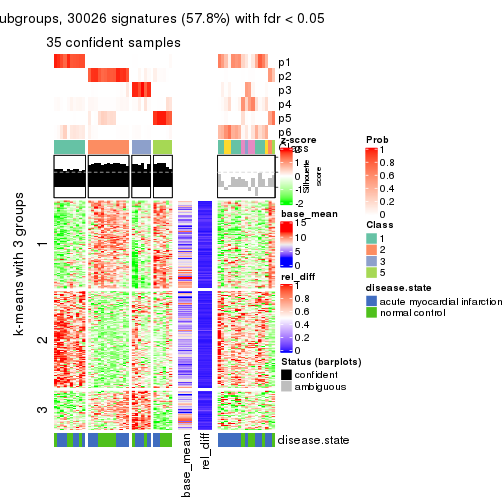 ubgroups, 30026 signatures (57.8%) with fdr < 0.05
35 confident samples
p1
p2
p3
p4
p5
p6
Class
Silhouette
score
k-means with 3 groups
1
2
3
base_mean
rel_diff
disease.state
z-score
2
1
0
-1
-2
base_mean
15
10
5
0
rel_diff
1
0.8
0.6
0.4
0.2
0
Status (barplots)
confident
ambiguous
Prob
1
0.8
0.6
0.4
0.2
0
Class
1
2
3
5
disease.state
acute myocardial infarction
normal control